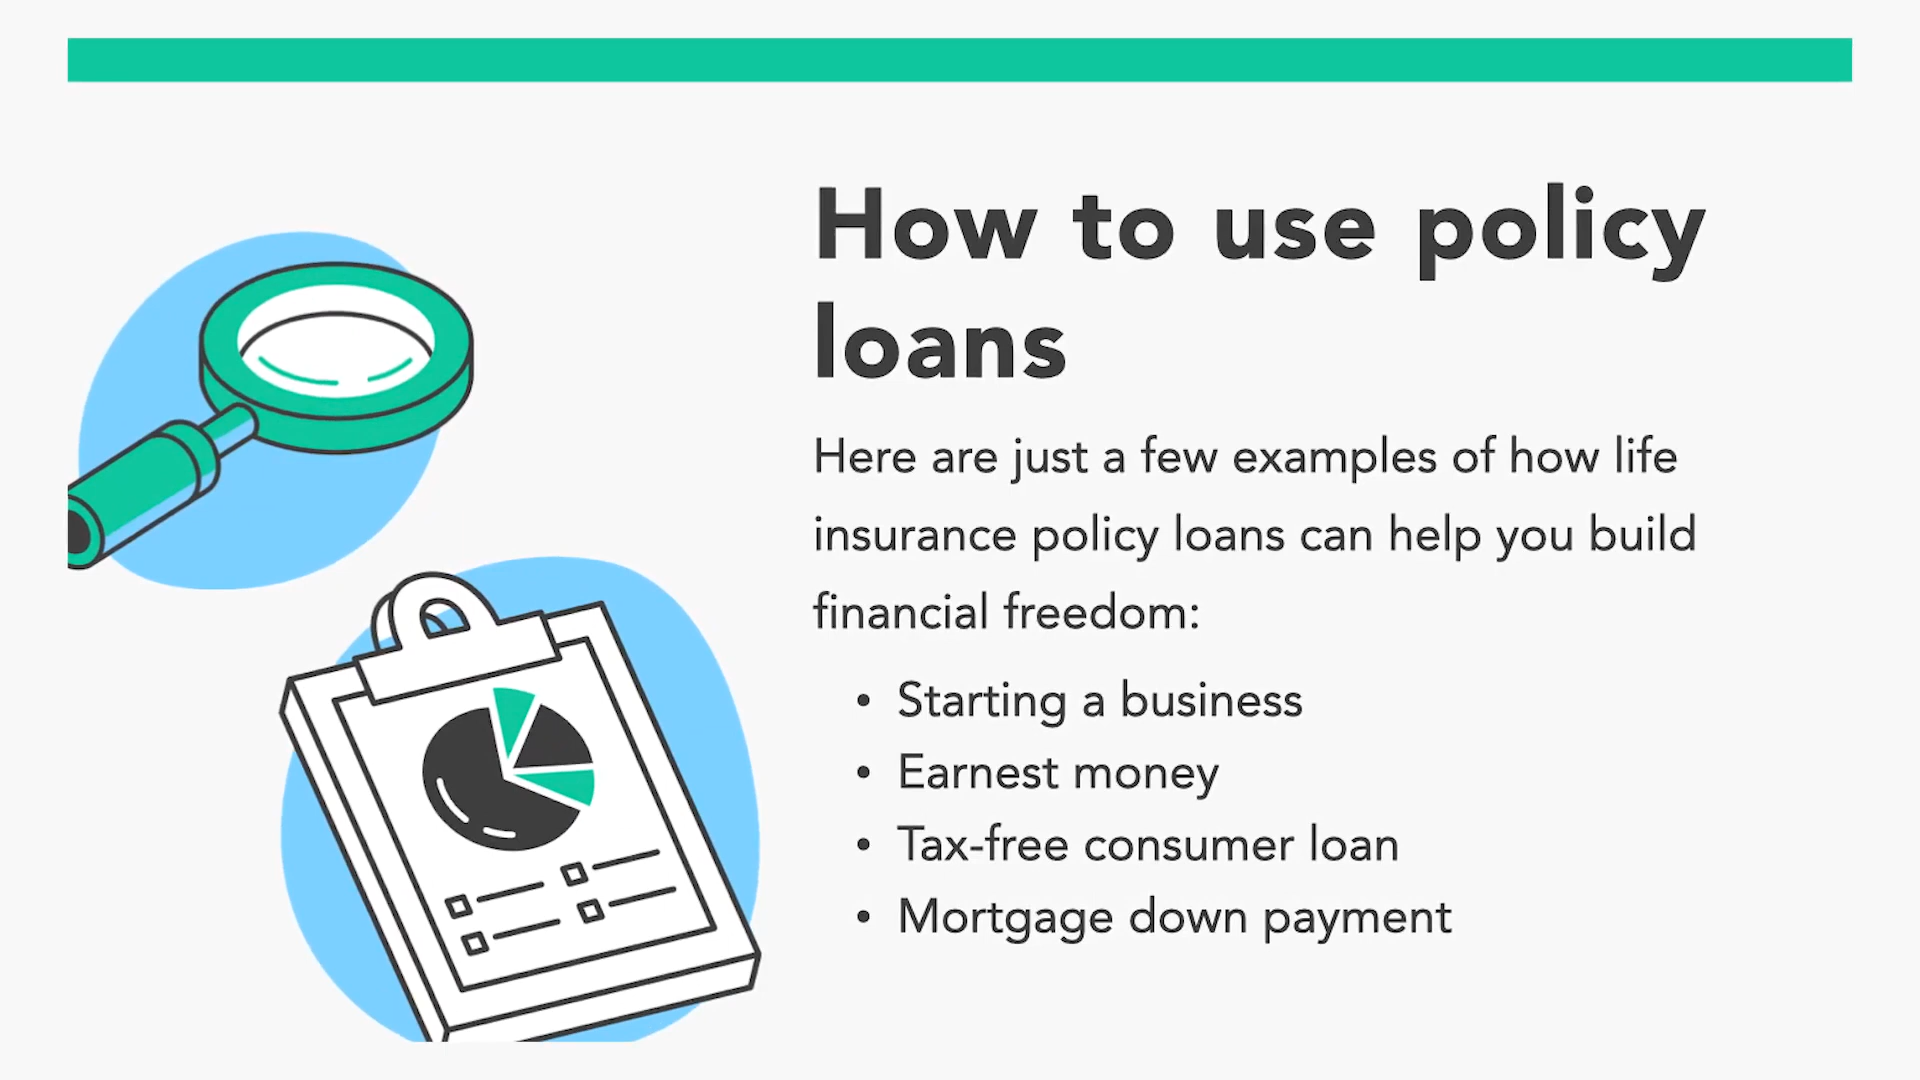 How to use policy
loans
Here are just a few examples of how life
insurance policy loans can help you build
financial freedom:
• Starting a business
• Earnest money
• Tax-free consumer loan
• Mortgage down payment